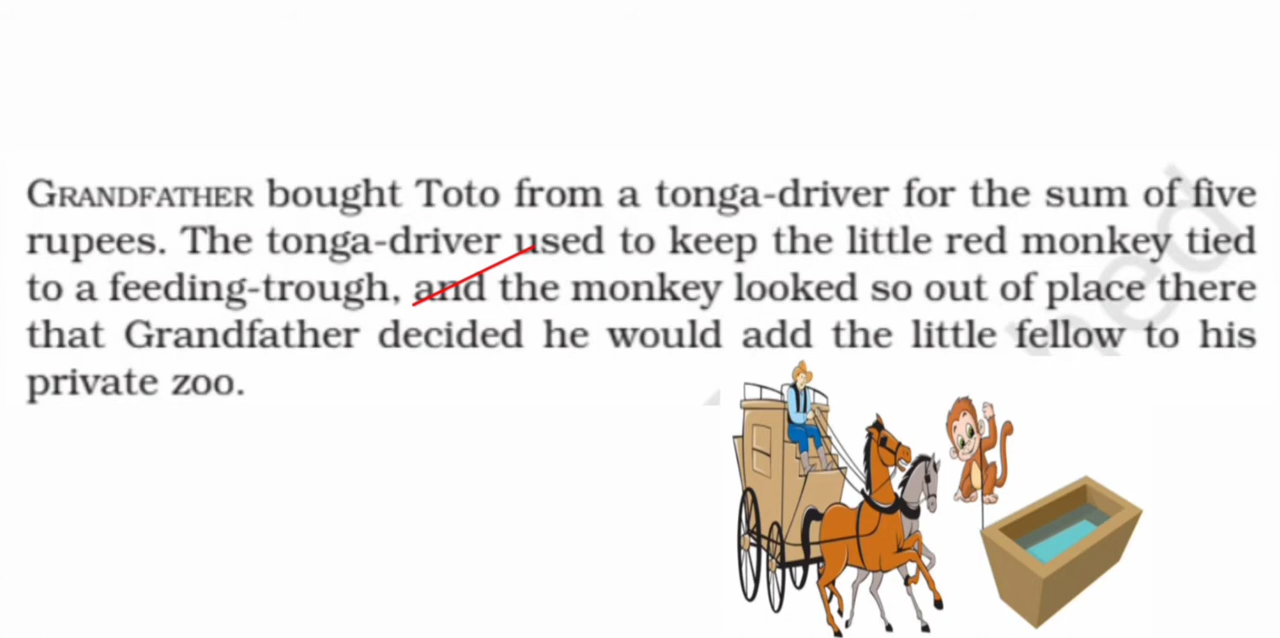 GRANDFATHER bought Toto from a tonga-driver for the sum of five
rupees. The tonga-driver used to keep the little red monkey tied
to a feeding-trough, and the monkey looked so out of place there
that Grandfather decided he would add the little fellow to his
private zoo.